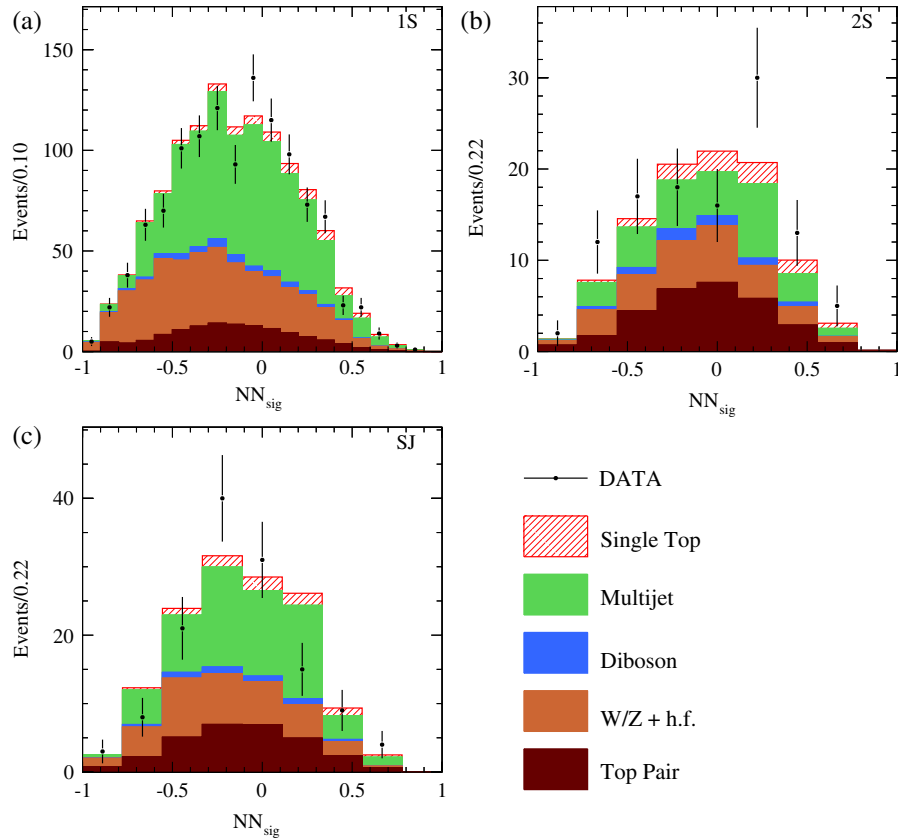 (a)
1S
150
100
50
0
Events/0.10
-1 -0.5 0 0.5 1
NN_sig
(b)
2S
30
20
10
0
Events/0.22
-1 -0.5 0 0.5 1
NN_sig
(c)
SJ
40
20
0
Events/0.22
-1 -0.5 0 0.5 1
NN_sig
DATA
Single Top
Multijet
Diboson
W/Z + h.f.
Top Pair